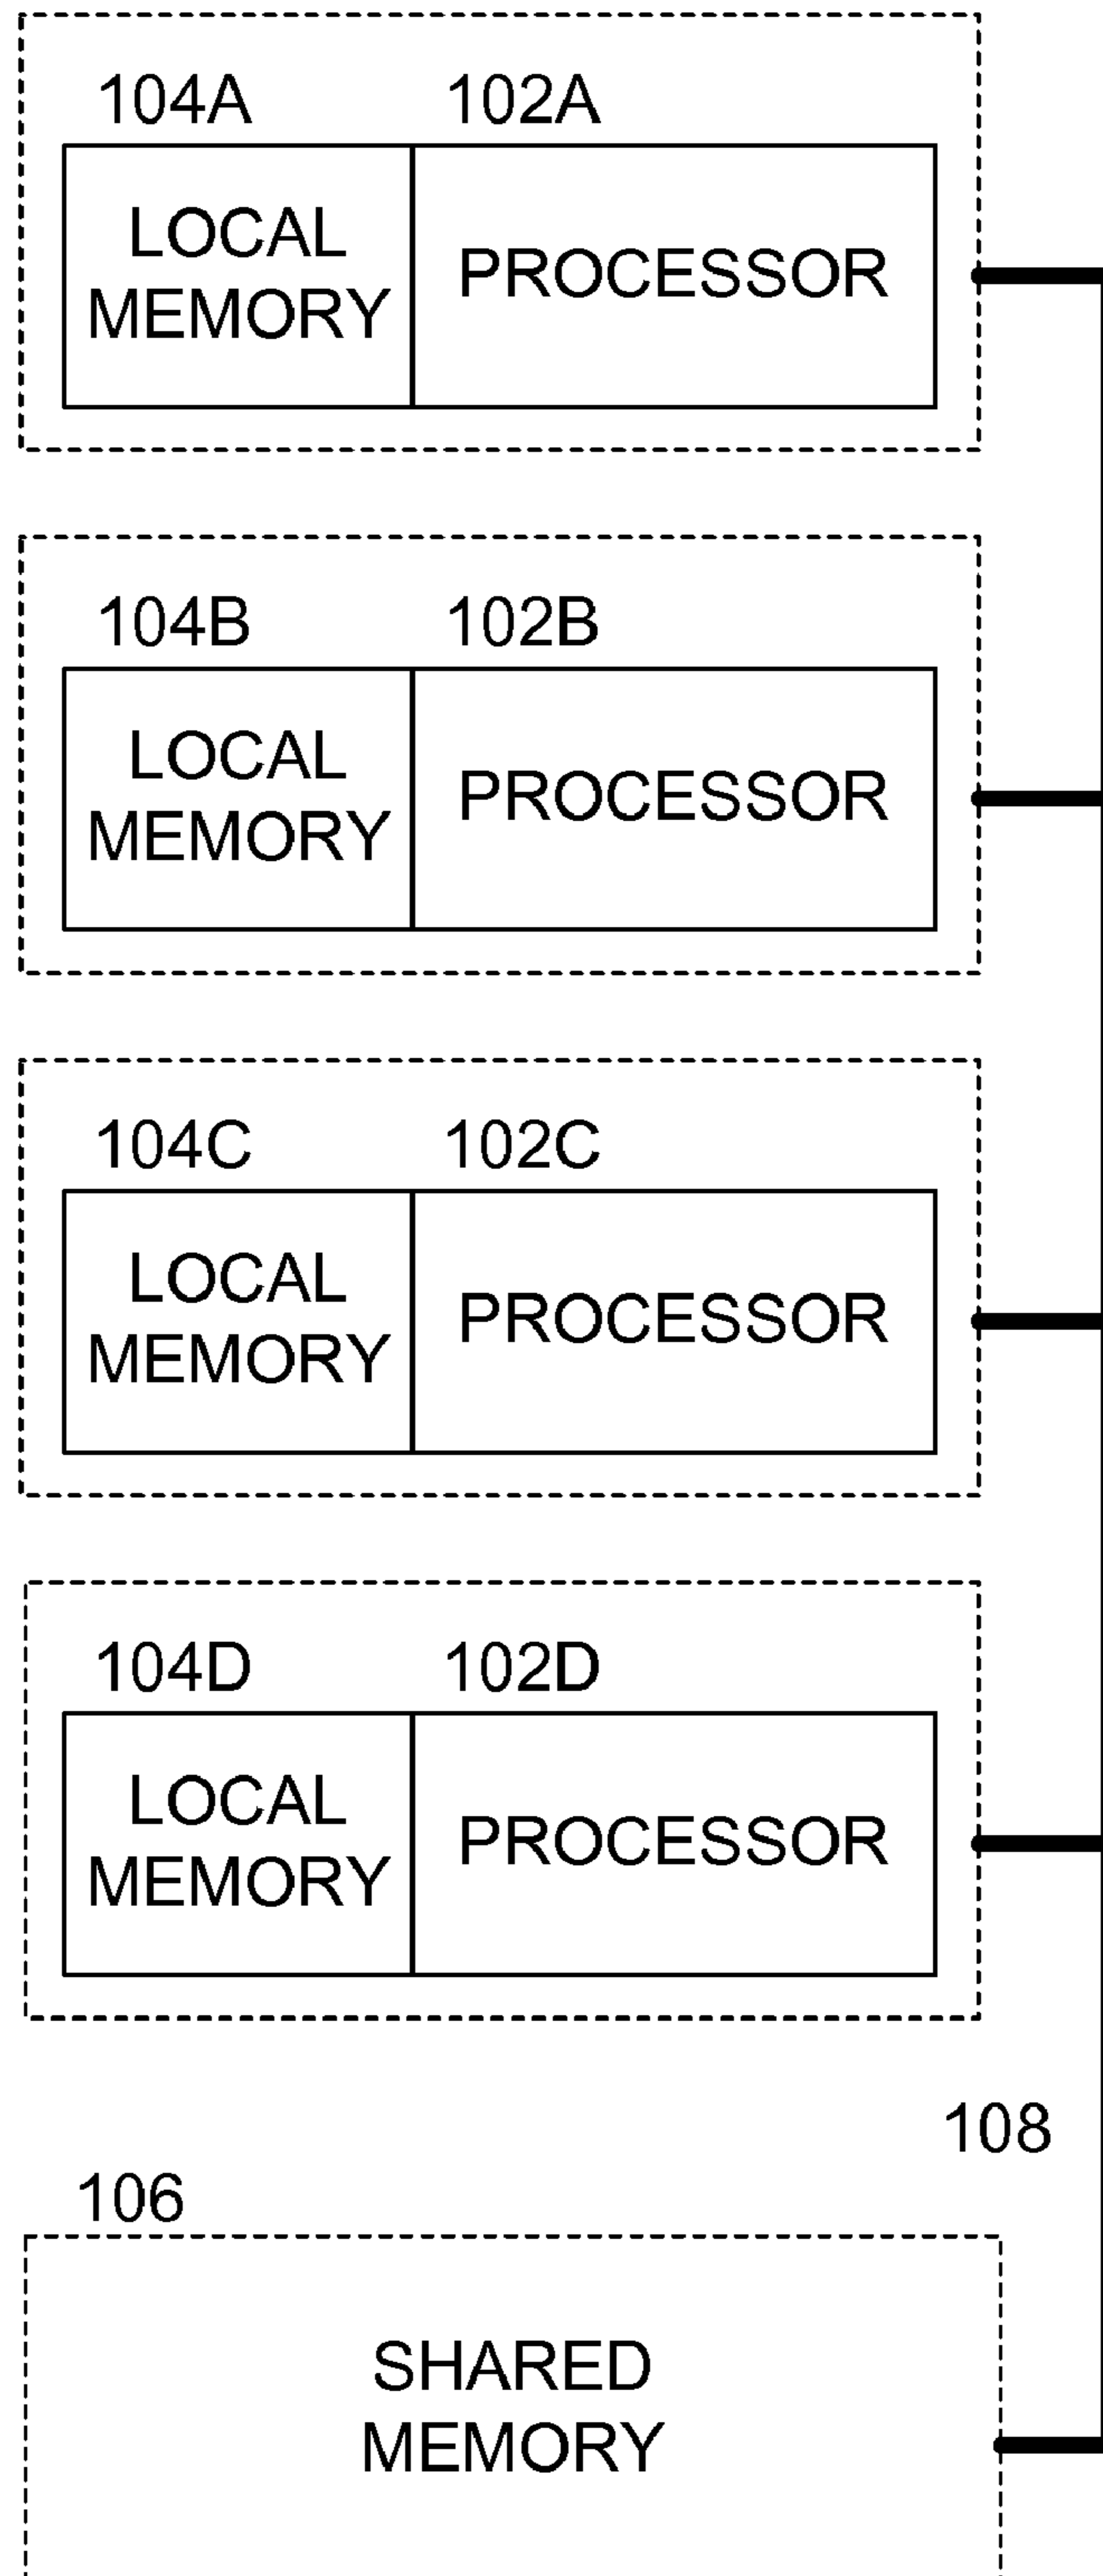 104A 102A
LOCAL
MEMORY
PROCESSOR
104B 102B
LOCAL
MEMORY
PROCESSOR
104C 102C
LOCAL
MEMORY
PROCESSOR
104D 102D
LOCAL
MEMORY
PROCESSOR
108
106
SHARED
MEMORY